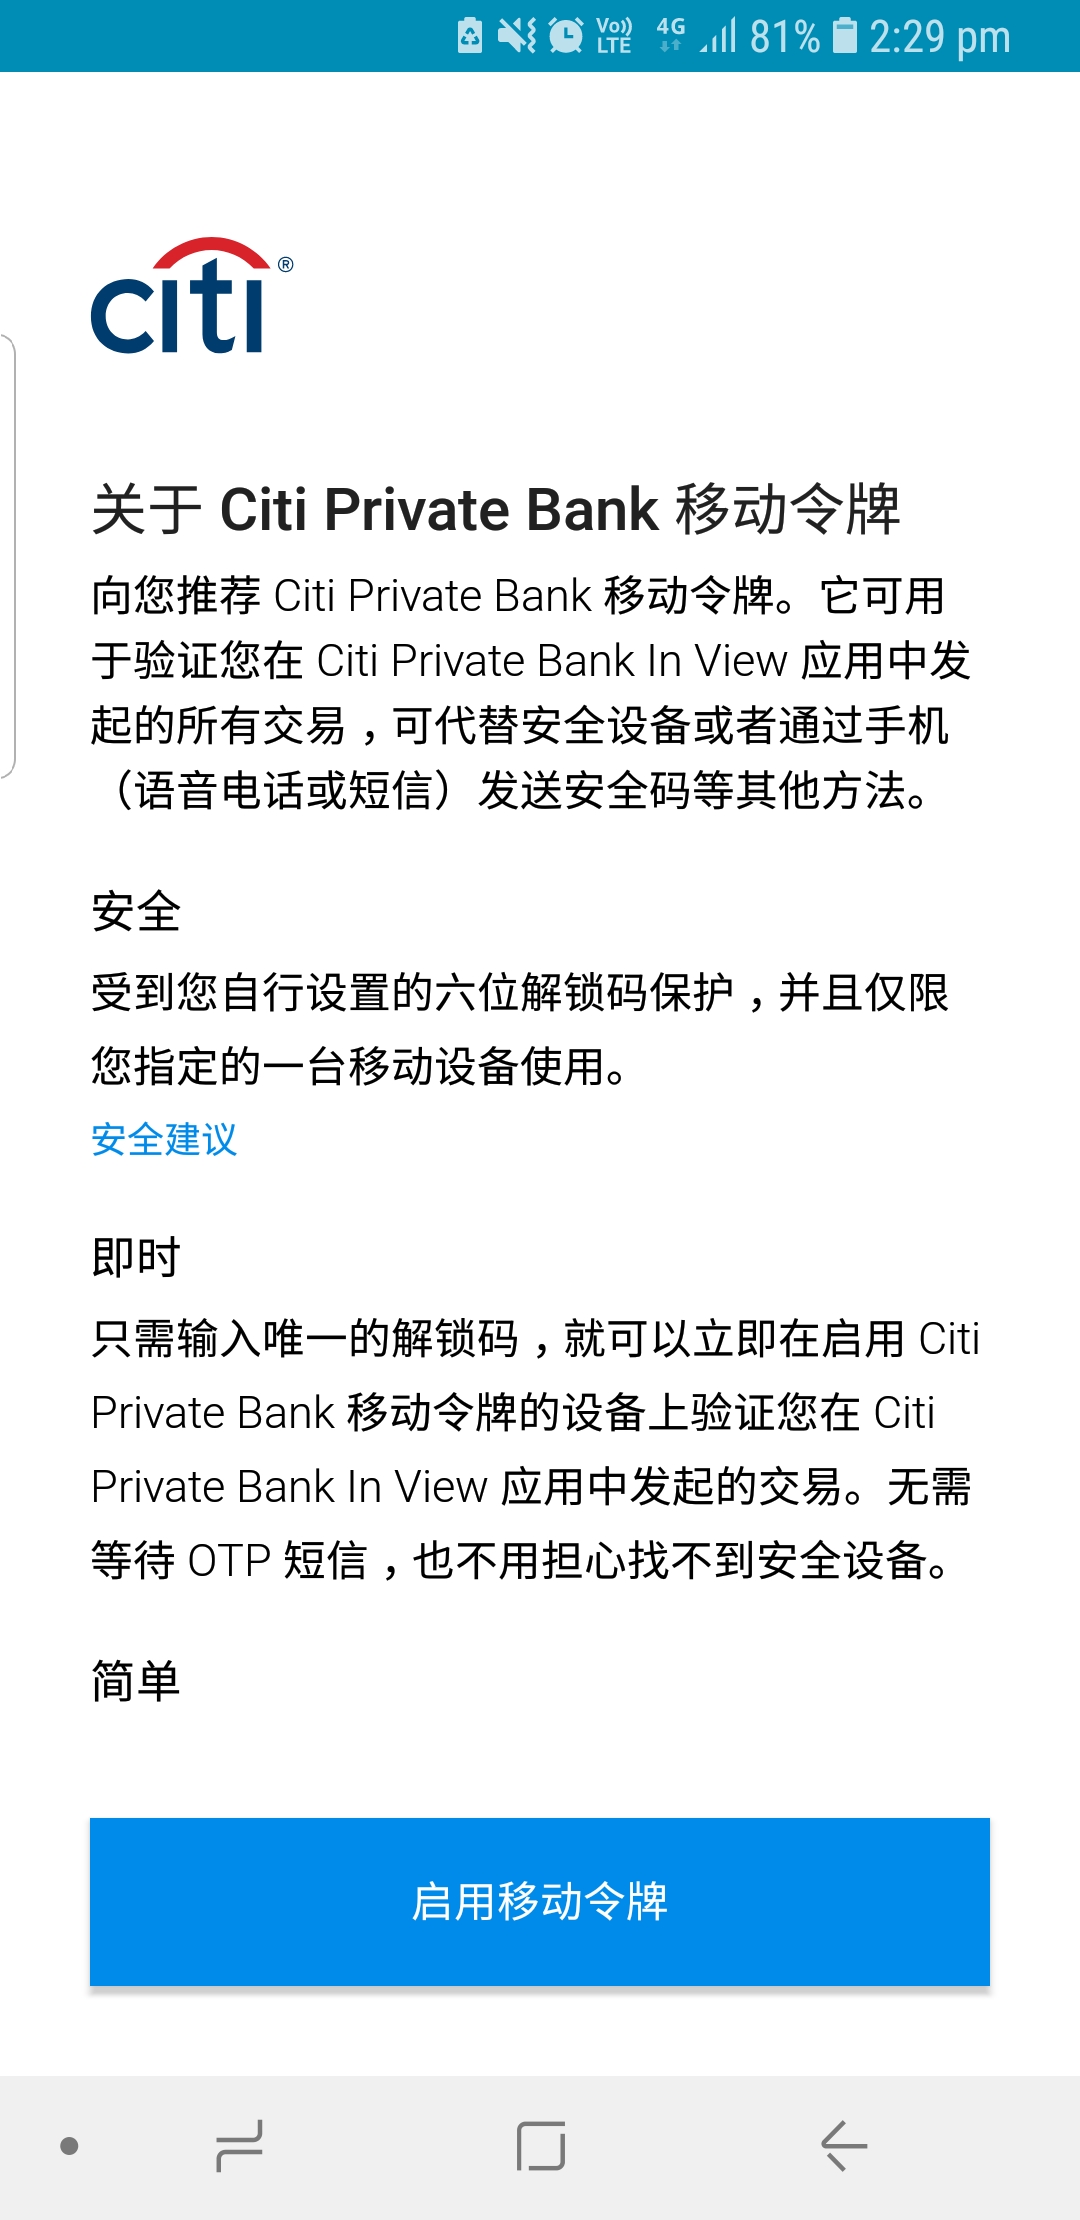 Vo)) LTE 4G 81% 2:29 pm
citi®
关于 Citi Private Bank 移动令牌
向您推荐 Citi Private Bank 移动令牌。它可用
于验证您在 Citi Private Bank In View 应用中发
起的所有交易，可代替安全设备或者通过手机
（语音电话或短信）发送安全码等其他方法。
安全
受到您自行设置的六位解锁码保护，并且仅限
您指定的一台移动设备使用。
安全建议
即时
只需输入唯一的解锁码，就可以立即在启用 Citi
Private Bank 移动令牌的设备上验证您在 Citi
Private Bank In View 应用中发起的交易。无需
等待 OTP 短信，也不用担心找不到安全设备。
简单
启用移动令牌